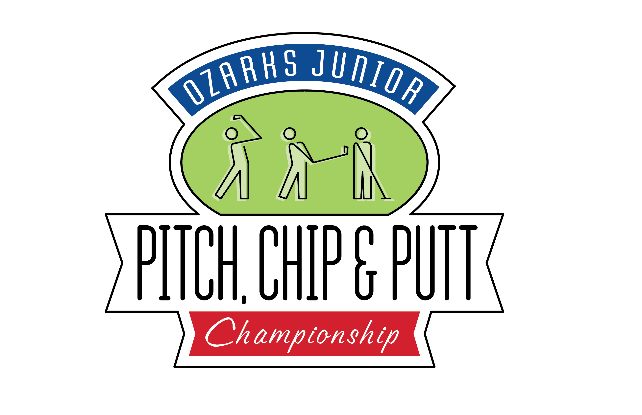 OZARKS JUNIOR
PITCH, CHIP & PUTT
Championship